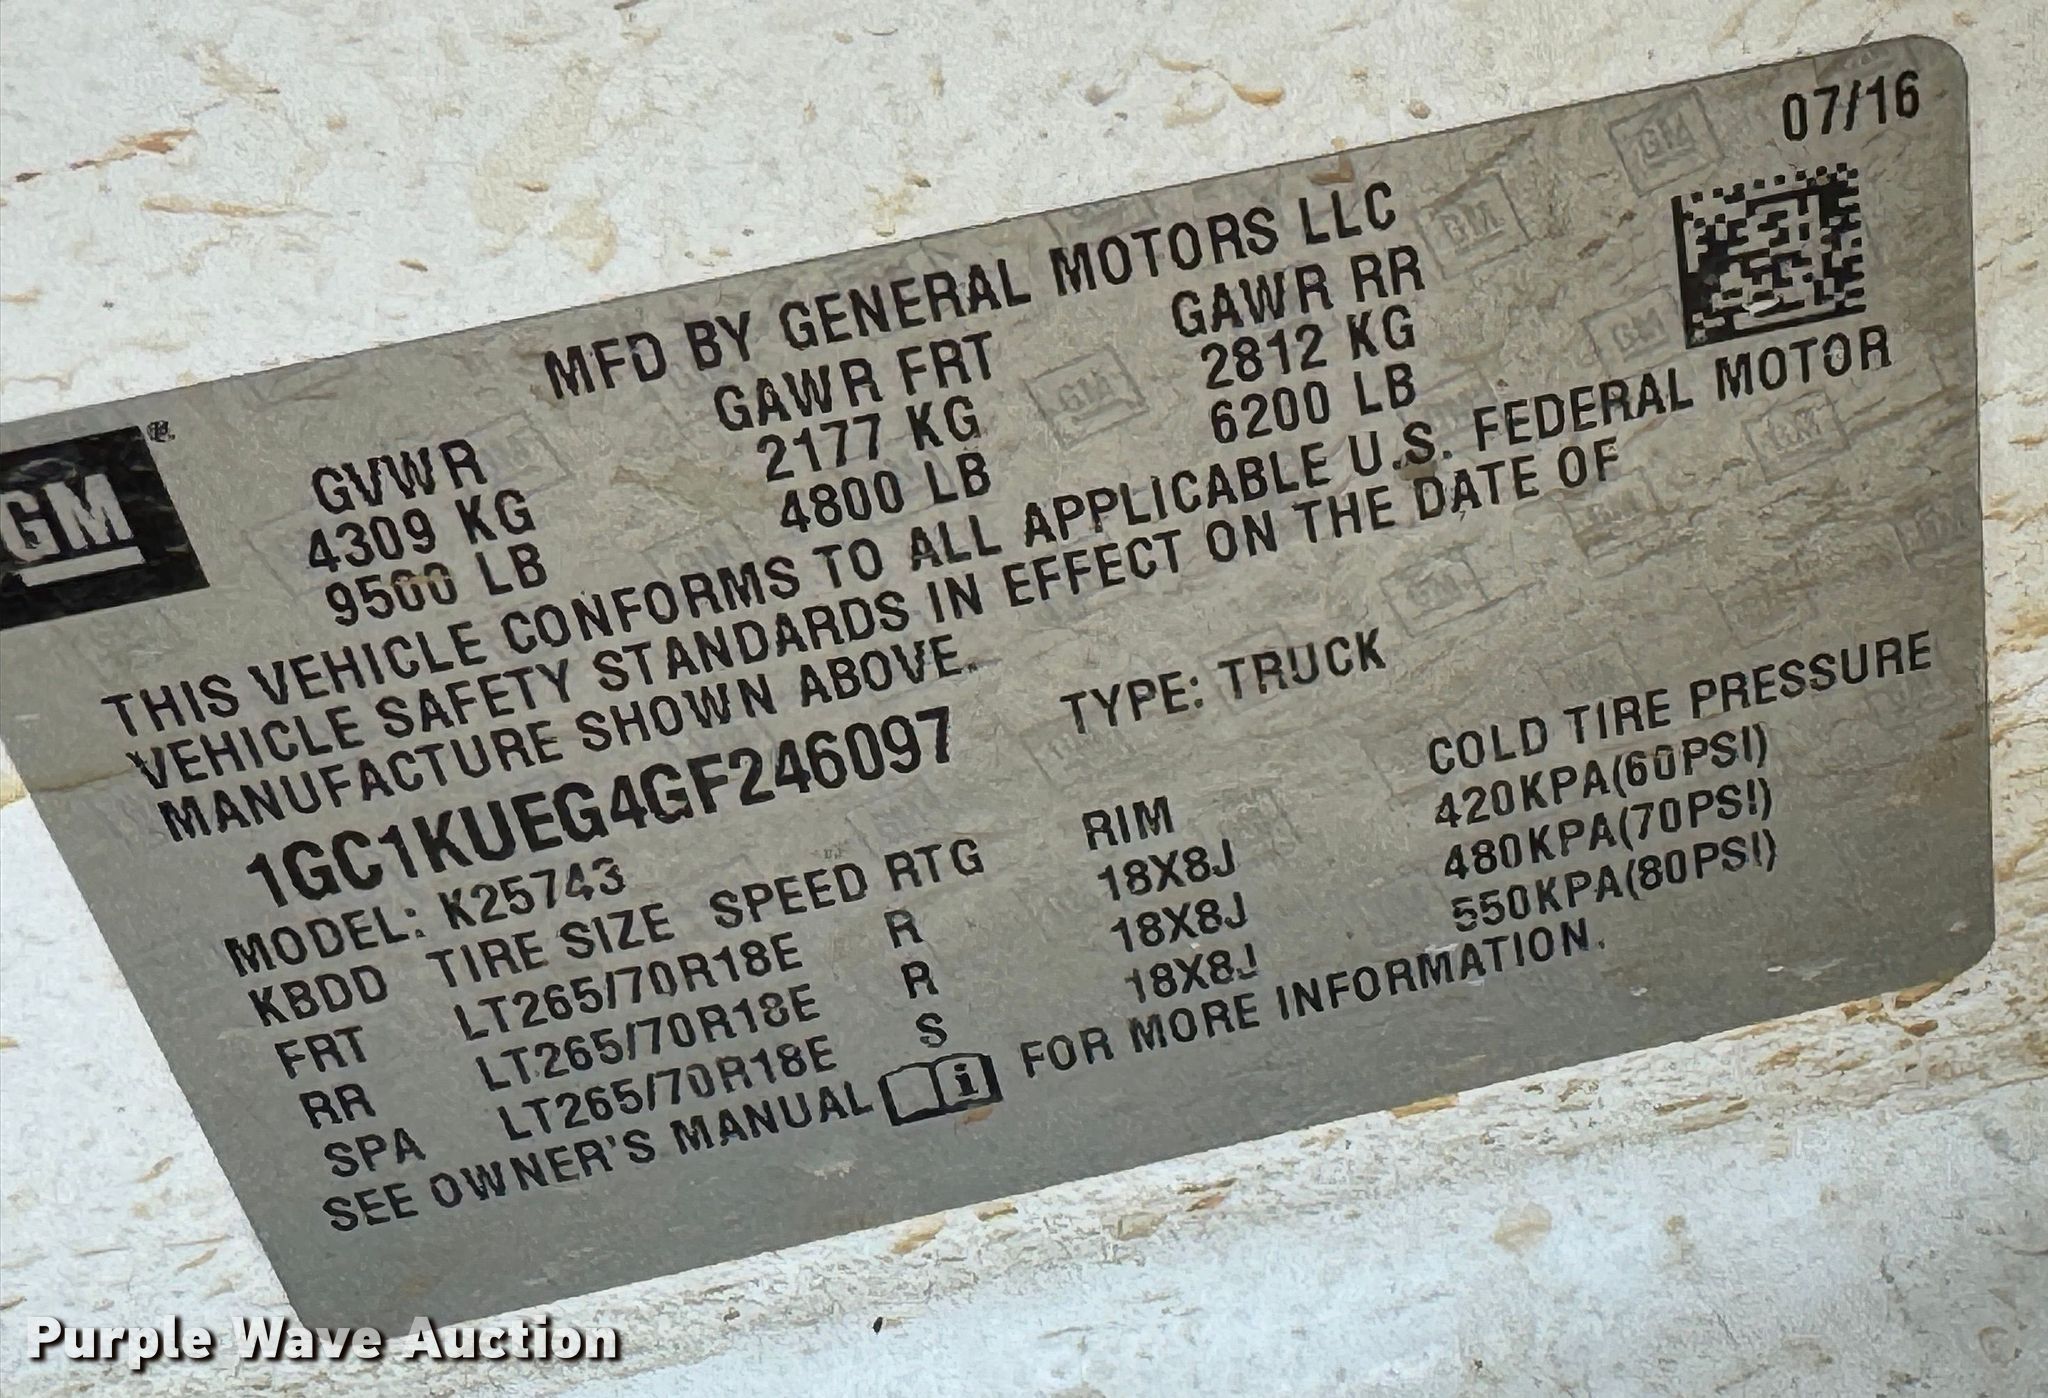 07/16
MFD BY GENERAL MOTORS LLC
GM
GVWR GAWR FRT GAWR RR
4309 KG 2177 KG 2812 KG
9500 LB 4800 LB 6200 LB
THIS VEHICLE CONFORMS TO ALL APPLICABLE U.S. FEDERAL MOTOR
VEHICLE SAFETY STANDARDS IN EFFECT ON THE DATE OF
MANUFACTURE SHOWN ABOVE.
1GC1KUEG4GF246097 TYPE: TRUCK
MODEL: K25743
KBDD TIRE SIZE SPEED RTG RIM COLD TIRE PRESSURE
FRT LT265/70R18E R 18X8J 420KPA(60PSI)
RR LT265/70R18E R 18X8J 480KPA(70PSI)
SPA LT265/70R18E S 18X8J 550KPA(80PSI)
SEE OWNER'S MANUAL i FOR MORE INFORMATION.
Purple Wave Auction